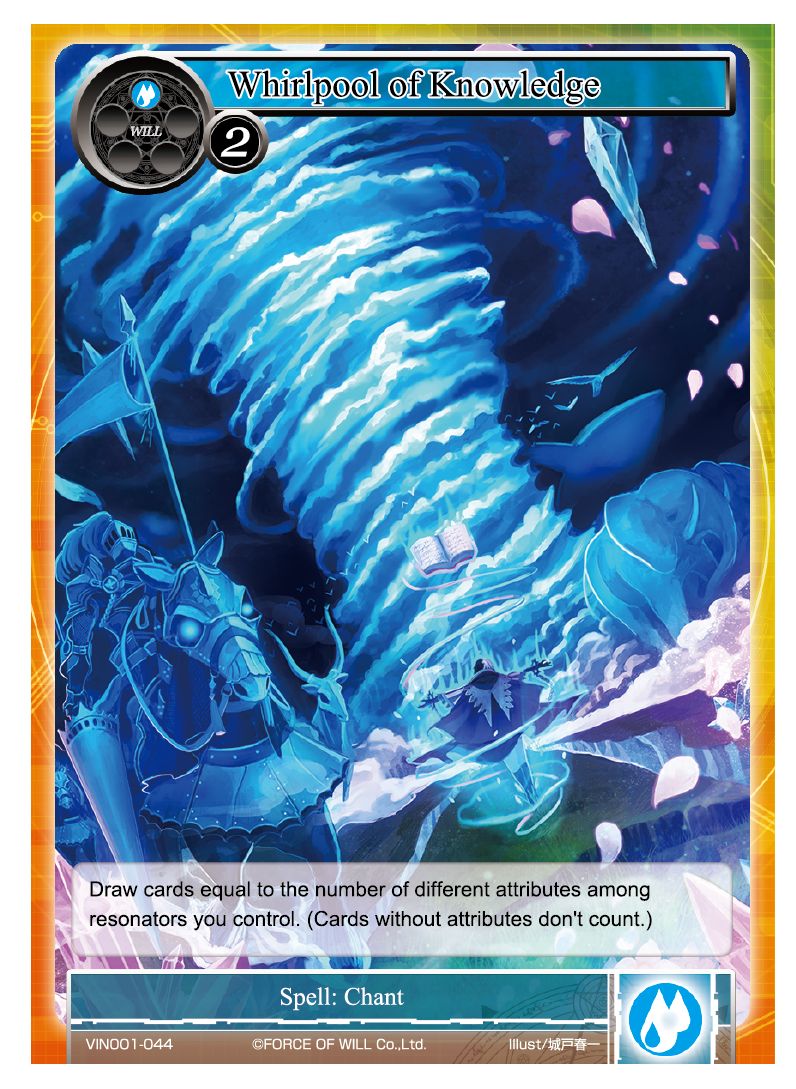 Whirlpool of Knowledge
WILL
2
Draw cards equal to the number of different attributes among
resonators you control. (Cards without attributes don't count.)
Spell: Chant
VIN001-044 ©FORCE OF WILL Co.,Ltd. Illust/城戸春一